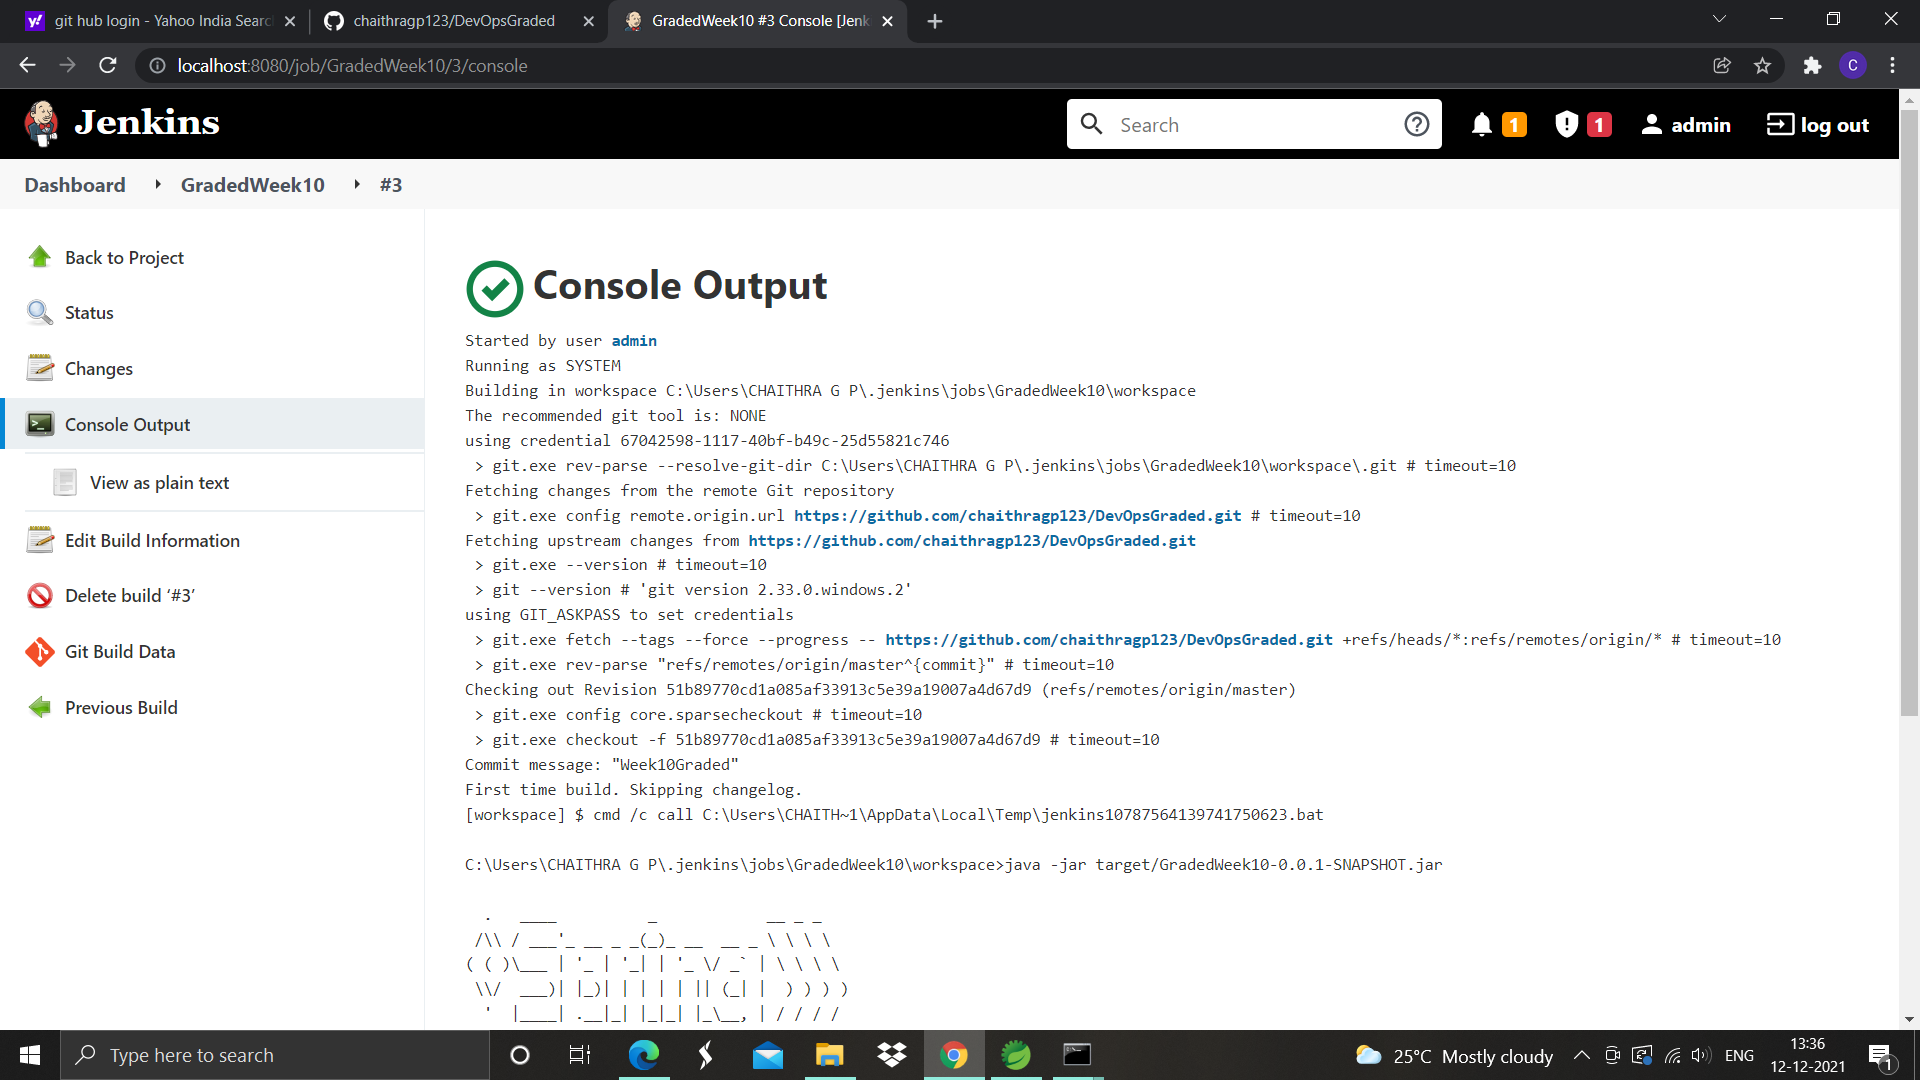 git hub login - Yahoo India Searc
chaithragp123/DevOpsGraded
GradedWeek10 #3 Console [Jenk
localhost:8080/job/GradedWeek10/3/console
C
Jenkins
Search
1
1
admin
log out
Dashboard
GradedWeek10
#3
Back to Project
Status
Changes
Console Output
View as plain text
Edit Build Information
Delete build ‘#3’
Git Build Data
Previous Build
Console Output
Started by user admin
Running as SYSTEM
Building in workspace C:\Users\CHAITHRA G P\.jenkins\jobs\GradedWeek10\workspace
The recommended git tool is: NONE
using credential 67042598-1117-40bf-b49c-25d55821c746
> git.exe rev-parse --resolve-git-dir C:\Users\CHAITHRA G P\.jenkins\jobs\GradedWeek10\workspace\.git # timeout=10
Fetching changes from the remote Git repository
> git.exe config remote.origin.url https://github.com/chaithragp123/DevOpsGraded.git # timeout=10
Fetching upstream changes from https://github.com/chaithragp123/DevOpsGraded.git
> git.exe --version # timeout=10
> git --version # 'git version 2.33.0.windows.2'
using GIT_ASKPASS to set credentials
> git.exe fetch --tags --force --progress -- https://github.com/chaithragp123/DevOpsGraded.git +refs/heads/*:refs/remotes/origin/* # timeout=10
> git.exe rev-parse "refs/remotes/origin/master^{commit}" # timeout=10
Checking out Revision 51b89770cd1a085af33913c5e39a19007a4d67d9 (refs/remotes/origin/master)
> git.exe config core.sparsecheckout # timeout=10
> git.exe checkout -f 51b89770cd1a085af33913c5e39a19007a4d67d9 # timeout=10
Commit message: "Week10Graded"
First time build. Skipping changelog.
[workspace] $ cmd /c call C:\Users\CHAITH~1\AppData\Local\Temp\jenkins10787564139741750623.bat
C:\Users\CHAITHRA G P\.jenkins\jobs\GradedWeek10\workspace>java -jar target/GradedWeek10-0.0.1-SNAPSHOT.jar
  .   ____          _            __ _ _
 /\\ / ___'_ __ _ _(_)_ __  __ _ \ \ \ \
( ( )\___ | '_ | '_| | '_ \/ _` | \ \ \ \
 \\/  ___)| |_)| | | | | || (_| |  ) ) ) )
  '  |____| .__|_| |_|_| |_\__, | / / / /
Type here to search
25°C Mostly cloudy
ENG
13:36
12-12-2021
1